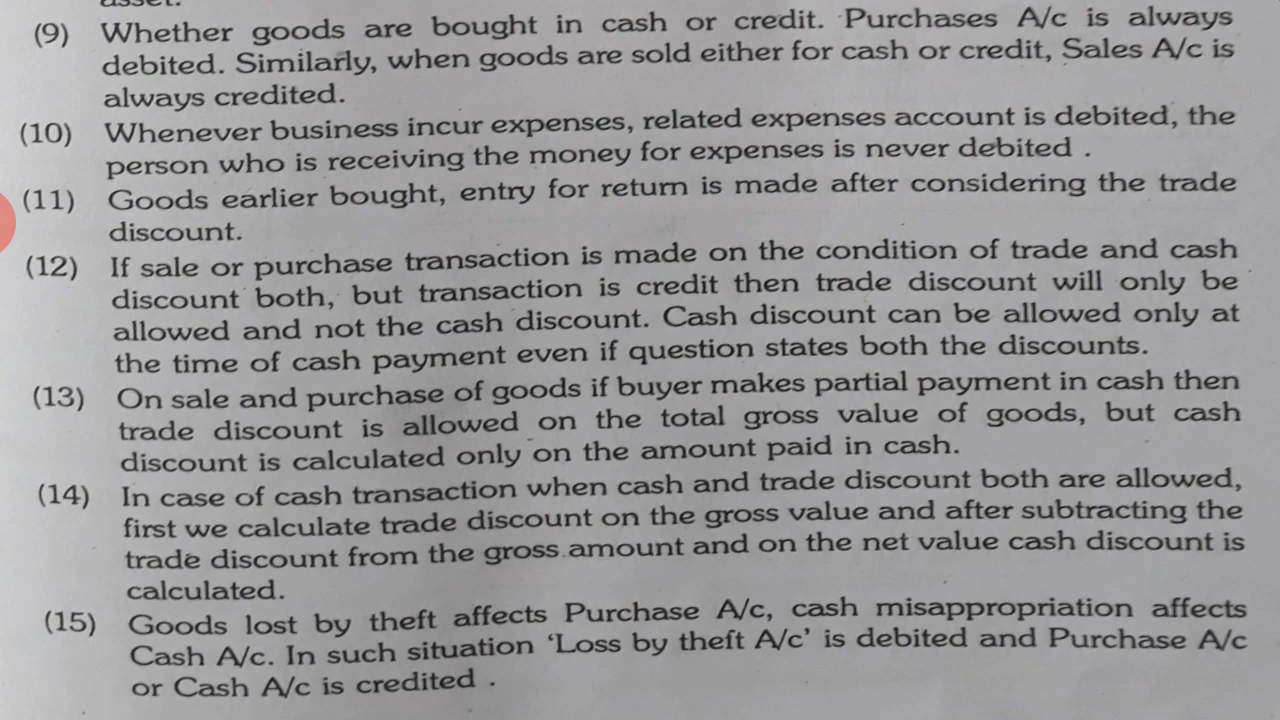 asset.
(9) Whether goods are bought in cash or credit. Purchases A/c is always
debited. Similarly, when goods are sold either for cash or credit, Sales A/c is
always credited.
(10) Whenever business incur expenses, related expenses account is debited, the
person who is receiving the money for expenses is never debited .
(11) Goods earlier bought, entry for return is made after considering the trade
discount.
(12) If sale or purchase transaction is made on the condition of trade and cash
discount both, but transaction is credit then trade discount will only be
allowed and not the cash discount. Cash discount can be allowed only at
the time of cash payment even if question states both the discounts.
(13) On sale and purchase of goods if buyer makes partial payment in cash then
trade discount is allowed on the total gross value of goods, but cash
discount is calculated only on the amount paid in cash.
(14) In case of cash transaction when cash and trade discount both are allowed,
first we calculate trade discount on the gross value and after subtracting the
trade discount from the gross amount and on the net value cash discount is
calculated.
(15) Goods lost by theft affects Purchase A/c, cash misappropriation affects
Cash A/c. In such situation ‘Loss by theft A/c’ is debited and Purchase A/c
or Cash A/c is credited .